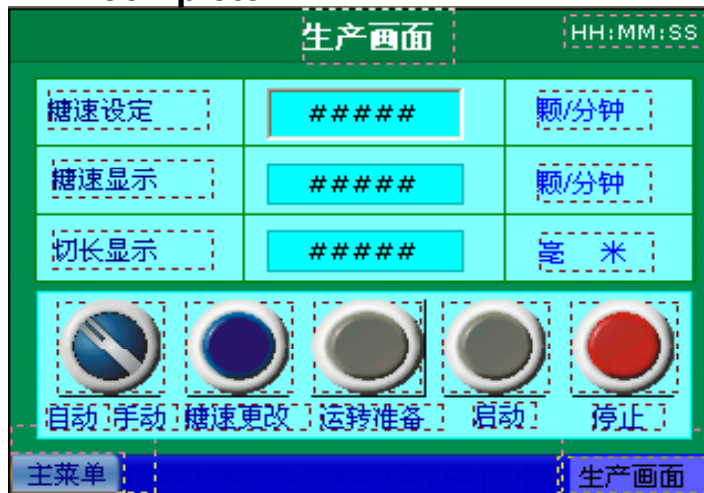 生产画面 HH:MM:SS
糖速设定 ##### 颗/分钟
糖速显示 ##### 颗/分钟
切长显示 ##### 毫 米
自动 手动 糖速更改 运转准备 启动 停止
主菜单 生产画面